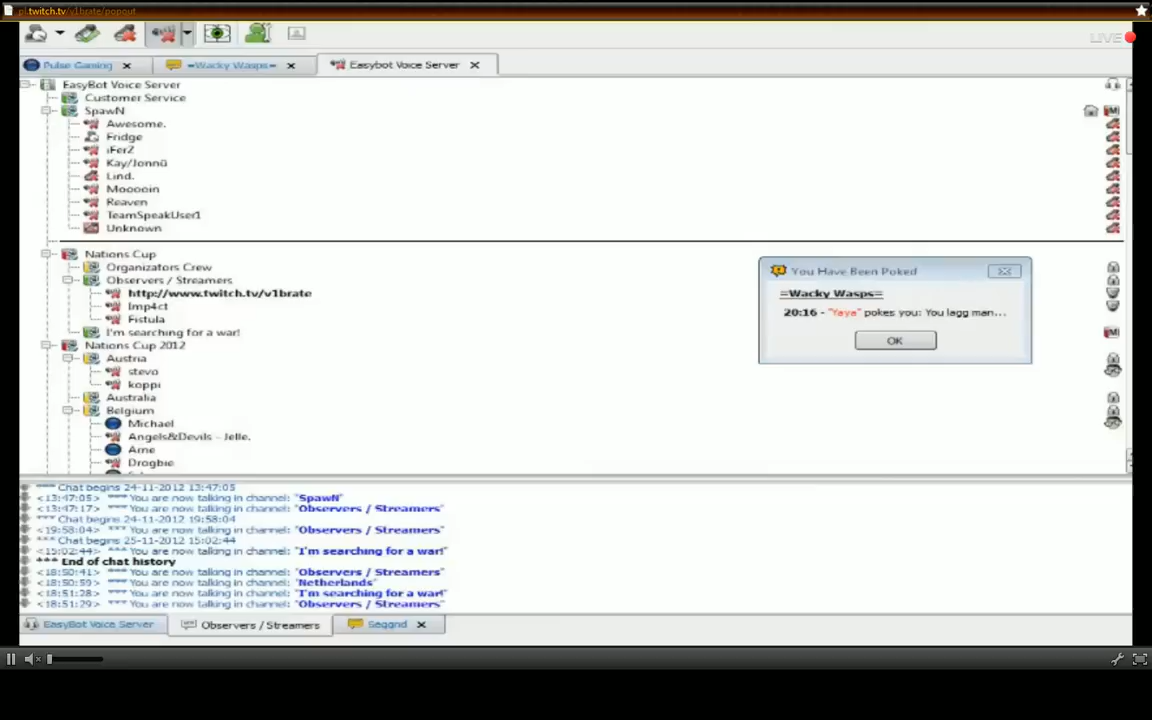 pl.twitch.tv/v1brate/popout
LIVE
Pulse Gaming
=Wacky Wasps=
Easybot Voice Server
EasyBot Voice Server
Customer Service
SpawN
Awesome.
Fridge
iFerZ
Kay/Jonnû
Lind.
Mooooin
Reaven
TeamSpeakUser1
Unknown
Nations Cup
Organizators Crew
Observers / Streamers
http://www.twitch.tv/v1brate
Imp4ct
Fistula
I'm searching for a war!
Nations Cup 2012
Austria
stevo
koppi
Australia
Belgium
Michael
Angels&Devils - Jelle.
Arne
Drogbie
You Have Been Poked
=Wacky Wasps=
20:16 - "Yaya" pokes you: You lagg man...
OK
*** Chat begins 24-11-2012 13:47:05
<13:47:05> *** You are now talking in channel: "SpawN"
<13:47:17> *** You are now talking in channel: "Observers / Streamers"
*** Chat begins 24-11-2012 19:58:04
<19:58:04> *** You are now talking in channel: "Observers / Streamers"
*** Chat begins 25-11-2012 15:02:44
<15:02:44> *** You are now talking in channel: "I'm searching for a war!"
*** End of chat history
<18:50:41> *** You are now talking in channel: "Observers / Streamers"
<18:50:59> *** You are now talking in channel: "Netherlands"
<18:51:28> *** You are now talking in channel: "I'm searching for a war!"
<18:51:29> *** You are now talking in channel: "Observers / Streamers"
EasyBot Voice Server
Observers / Streamers
Seggnd